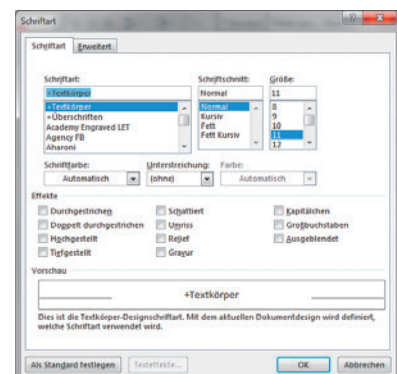 Schriftart
Schriftart Erweitert
Schriftart: Schriftschnitt: Größe:
+Textkörper Normal 11
+Textkörper Normal 8
+Überschriften Kursiv 9
Academy Engraved LET Fett 10
Agency FB Fett Kursiv 11
Aharoni 12
Schriftfarbe: Unterstreichung: Farbe:
Automatisch (ohne) Automatisch
Effekte
Durchgestrichen Schattiert Kapitälchen
Doppelt durchgestrichen Umriss Großbuchstaben
Hochgestellt Relief Ausgeblendet
Tiefgestellt Gravur
Vorschau
+Textkörper
Dies ist die Textkörper-Designschriftart. Mit dem aktuellen Dokumentdesign wird definiert,
welche Schriftart verwendet wird.
Als Standard festlegen Texteffekte... OK Abbrechen